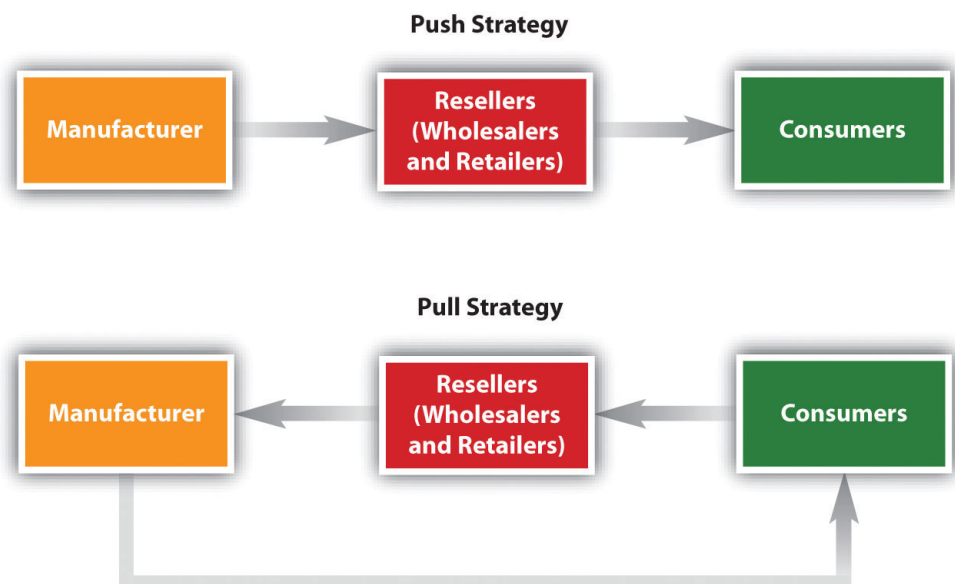 Push Strategy
Manufacturer
Resellers
(Wholesalers
and Retailers)
Consumers
Pull Strategy
Manufacturer
Resellers
(Wholesalers
and Retailers)
Consumers